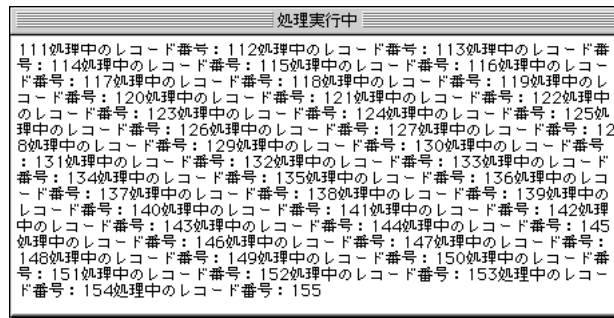 処理実行中
111処理中のレコード番号：112処理中のレコード番号：113処理中のレコード番
号：114処理中のレコード番号：115処理中のレコード番号：116処理中のレコー
ド番号：117処理中のレコード番号：118処理中のレコード番号：119処理中のレ
コード番号：120処理中のレコード番号：121処理中のレコード番号：122処理中
のレコード番号：123処理中のレコード番号：124処理中のレコード番号：125処
理中のレコード番号：126処理中のレコード番号：127処理中のレコード番号：12
8処理中のレコード番号：129処理中のレコード番号：130処理中のレコード番号
：131処理中のレコード番号：132処理中のレコード番号：133処理中のレコード
番号：134処理中のレコード番号：135処理中のレコード番号：136処理中のレコ
ード番号：137処理中のレコード番号：138処理中のレコード番号：139処理中の
レコード番号：140処理中のレコード番号：141処理中のレコード番号：142処理
中のレコード番号：143処理中のレコード番号：144処理中のレコード番号：145
処理中のレコード番号：146処理中のレコード番号：147処理中のレコード番号：
148処理中のレコード番号：149処理中のレコード番号：150処理中のレコード番
号：151処理中のレコード番号：152処理中のレコード番号：153処理中のレコー
ド番号：154処理中のレコード番号：155